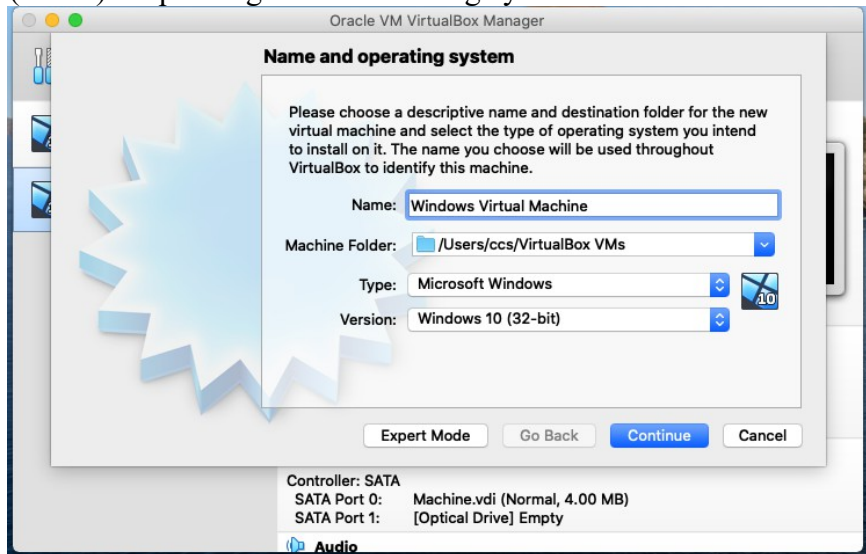 Oracle VM VirtualBox Manager
Name and operating system
Please choose a descriptive name and destination folder for the new
virtual machine and select the type of operating system you intend
to install on it. The name you choose will be used throughout
VirtualBox to identify this machine.
Name: Windows Virtual Machine
Machine Folder: /Users/ccs/VirtualBox VMs
Type: Microsoft Windows
10
Version: Windows 10 (32-bit)
Expert Mode Go Back Continue Cancel
Controller: SATA
SATA Port 0: Machine.vdi (Normal, 4.00 MB)
SATA Port 1: [Optical Drive] Empty
Audio